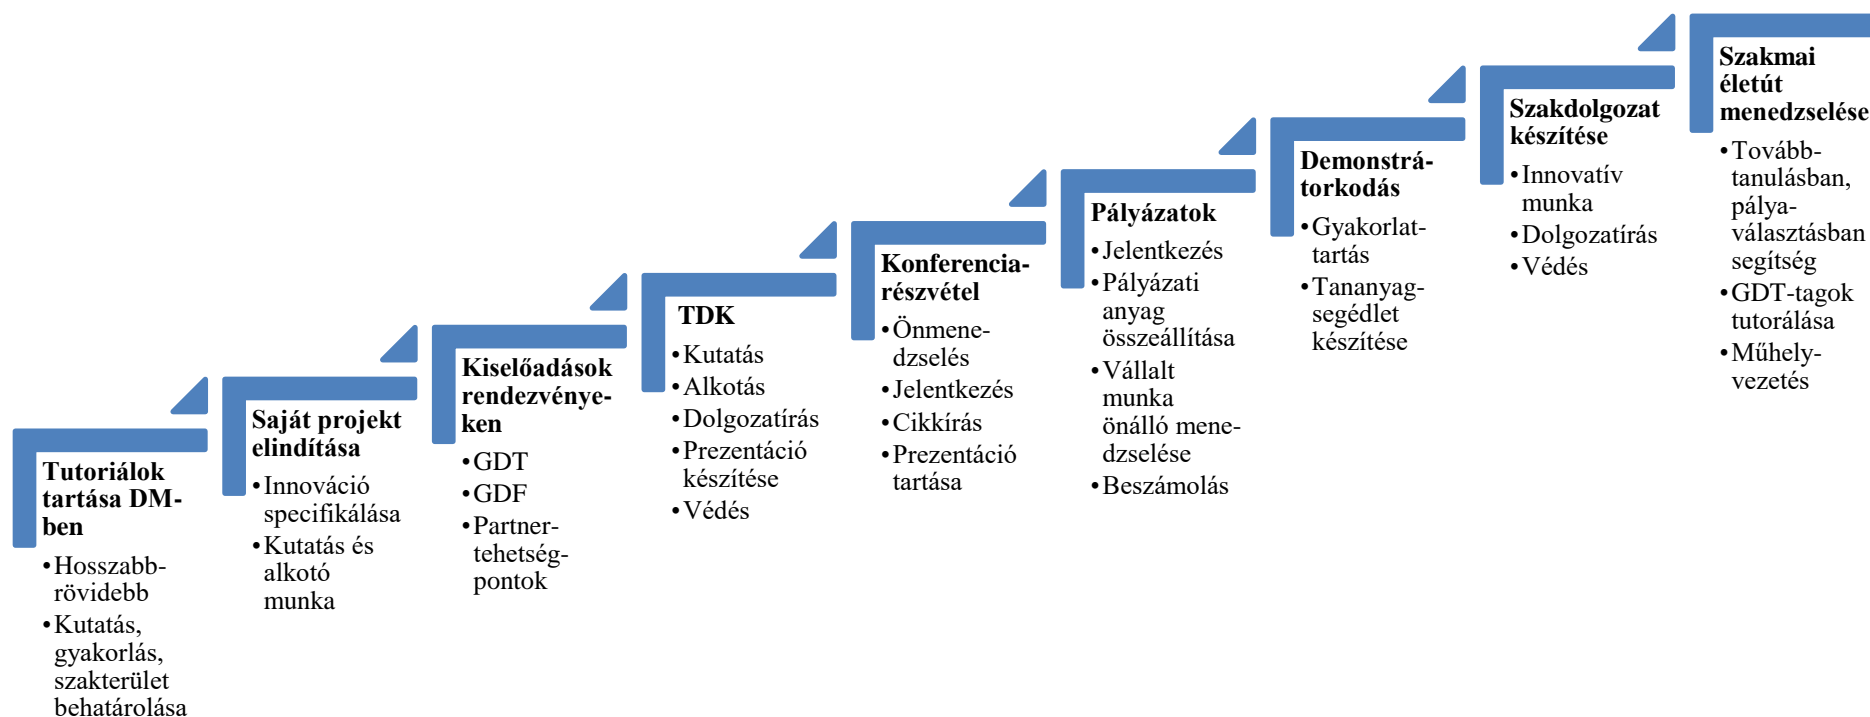 Tutoriálok
tartása DM-
ben
•Hosszabb-
rövidebb
•Kutatás,
gyakorlás,
szakterület
behatárolása
Saját projekt
elindítása
•Innováció
specifikálása
•Kutatás és
alkotó
munka
Kiselőadások
rendezvénye-
ken
•GDT
•GDF
•Partner-
tehetség-
pontok
TDK
•Kutatás
•Alkotás
•Dolgozatírás
•Prezentáció
készítése
•Védés
Konferencia-
részvétel
•Önmene-
dzselés
•Jelentkezés
•Cikkírás
•Prezentáció
tartása
Pályázatok
•Jelentkezés
•Pályázati
anyag
összeállítása
•Vállalt
munka
önálló mene-
dzselése
•Beszámolás
Demonstrá-
torkodás
•Gyakorlat-
tartás
•Tananyag-
segédlet
készítése
Szakdolgozat
készítése
•Innovatív
munka
•Dolgozatírás
•Védés
Szakmai
életút
menedzselése
•Tovább-
tanulásban,
pálya-
választásban
segítség
•GDT-tagok
tutorálása
•Műhely-
vezetés